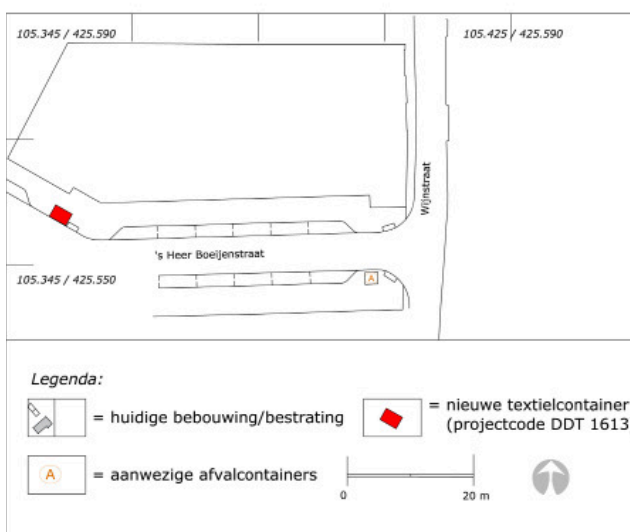 105.345 / 425.590
105.425 / 425.590
Wijnstraat
's Heer Boeijenstraat
105.345 / 425.550
A
Legenda:
= huidige bebouwing/bestrating
= nieuwe textielcontainer
(projectcode DDT 1613
A = aanwezige afvalcontainers
0 20 m